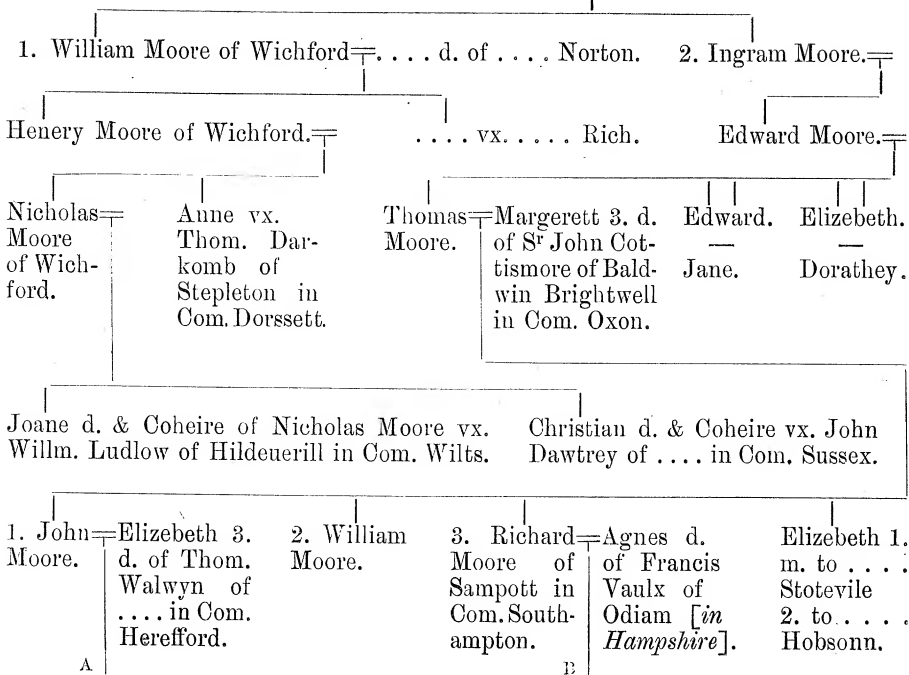 1. William Moore of Wichford=. . . . d. of . . . . Norton. 2. Ingram Moore.=
Henery Moore of Wichford.= . . . . vx. . . . . Rich. Edward Moore.=
Nicholas=
Moore
of Wich-
ford.
Anne vx.
Thom. Dar-
komb of
Stepleton in
Com. Dorssett.
Thomas=
Moore.
Margerett 3. d.
of Sr John Cot-
tismore of Bald-
win Brightwell
in Com. Oxon.
Edward.
—
Jane.
Elizebeth.
—
Dorathey.
Joane d. & Coheire of Nicholas Moore vx.
Willm. Ludlow of Hildeuerill in Com. Wilts.
Christian d. & Coheire vx. John
Dawtrey of . . . . in Com. Sussex.
1. John=
Moore.
A
Elizebeth 3.
d. of Thom.
Walwyn of
. . . . in Com.
Herefford.
2. William
Moore.
3. Richard=
Moore of
Sampott in
Com. South-
ampton.
B
Agnes d.
of Francis
Vaulx of
Odiam [in
Hampshire].
Elizebeth 1.
m. to . . . .
Stotevile
2. to . . . . .
Hobsonn.